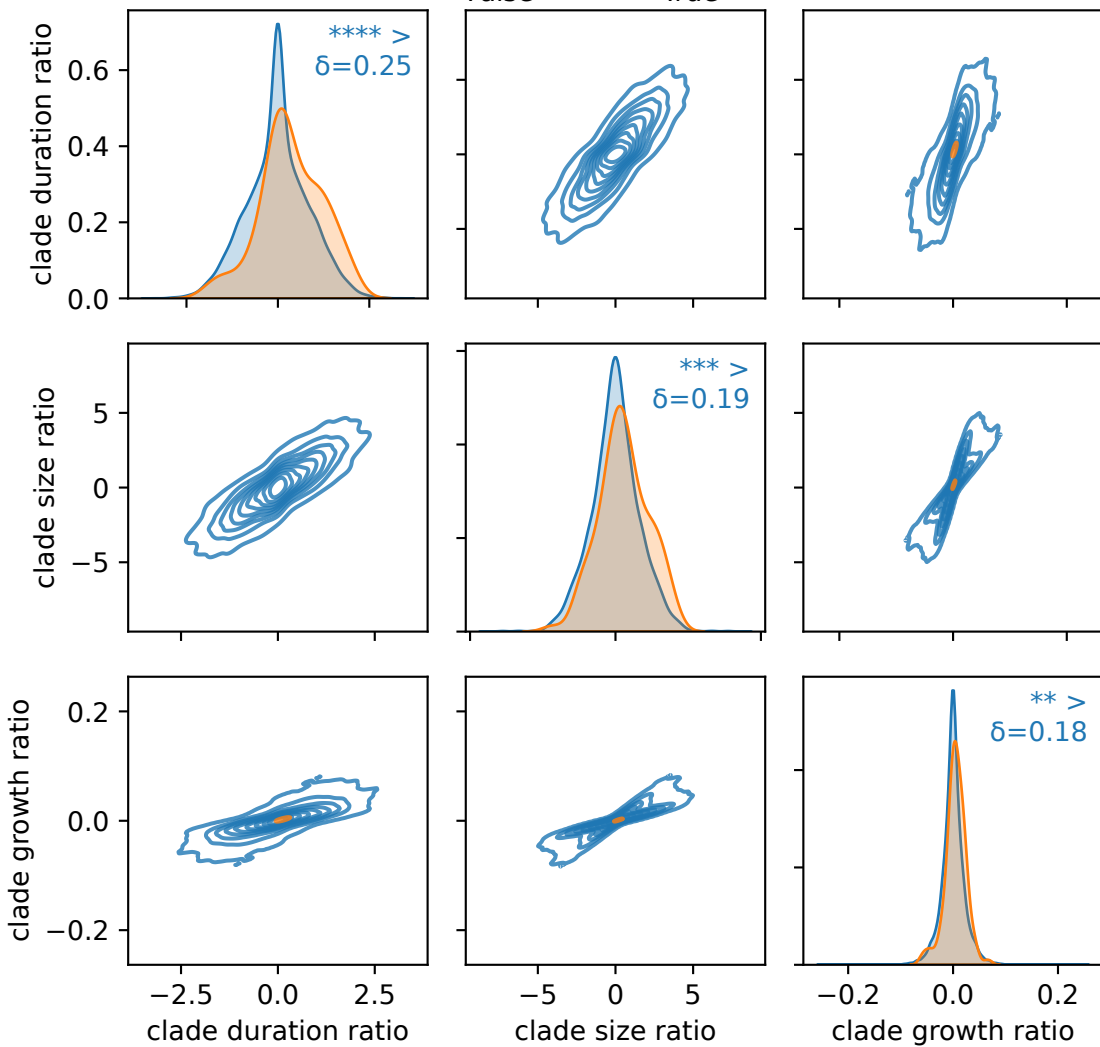 clade duration ratio
0.6
0.4
0.2
0.0
**** >
δ=0.25
clade size ratio
5
0
−5
*** >
δ=0.19
clade growth ratio
0.2
0.0
−0.2
** >
δ=0.18
−2.5 0.0 2.5
−5 0 5
−0.2 0.0 0.2
clade duration ratio
clade size ratio
clade growth ratio